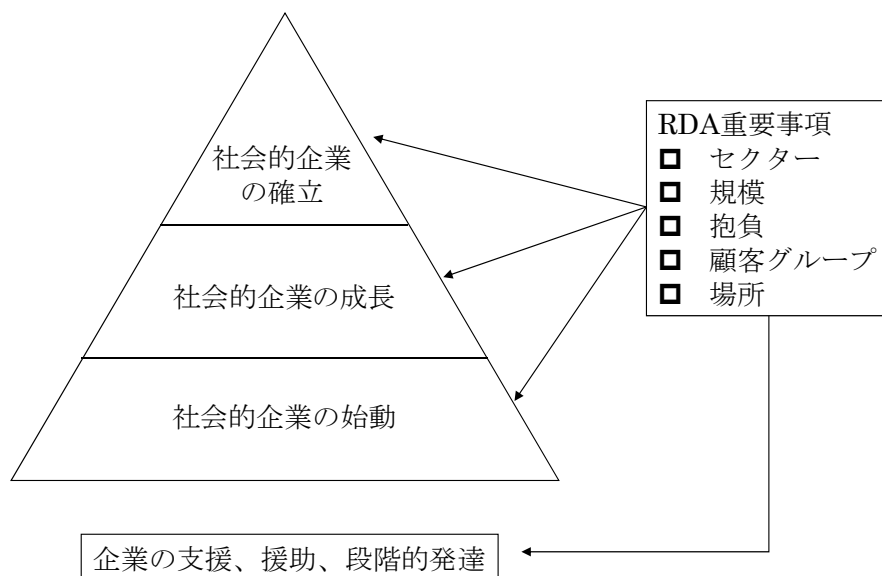 社会的企業
の確立
社会的企業の成長
社会的企業の始動
RDA重要事項
セクター
規模
抱負
顧客グループ
場所
企業の支援、援助、段階的発達